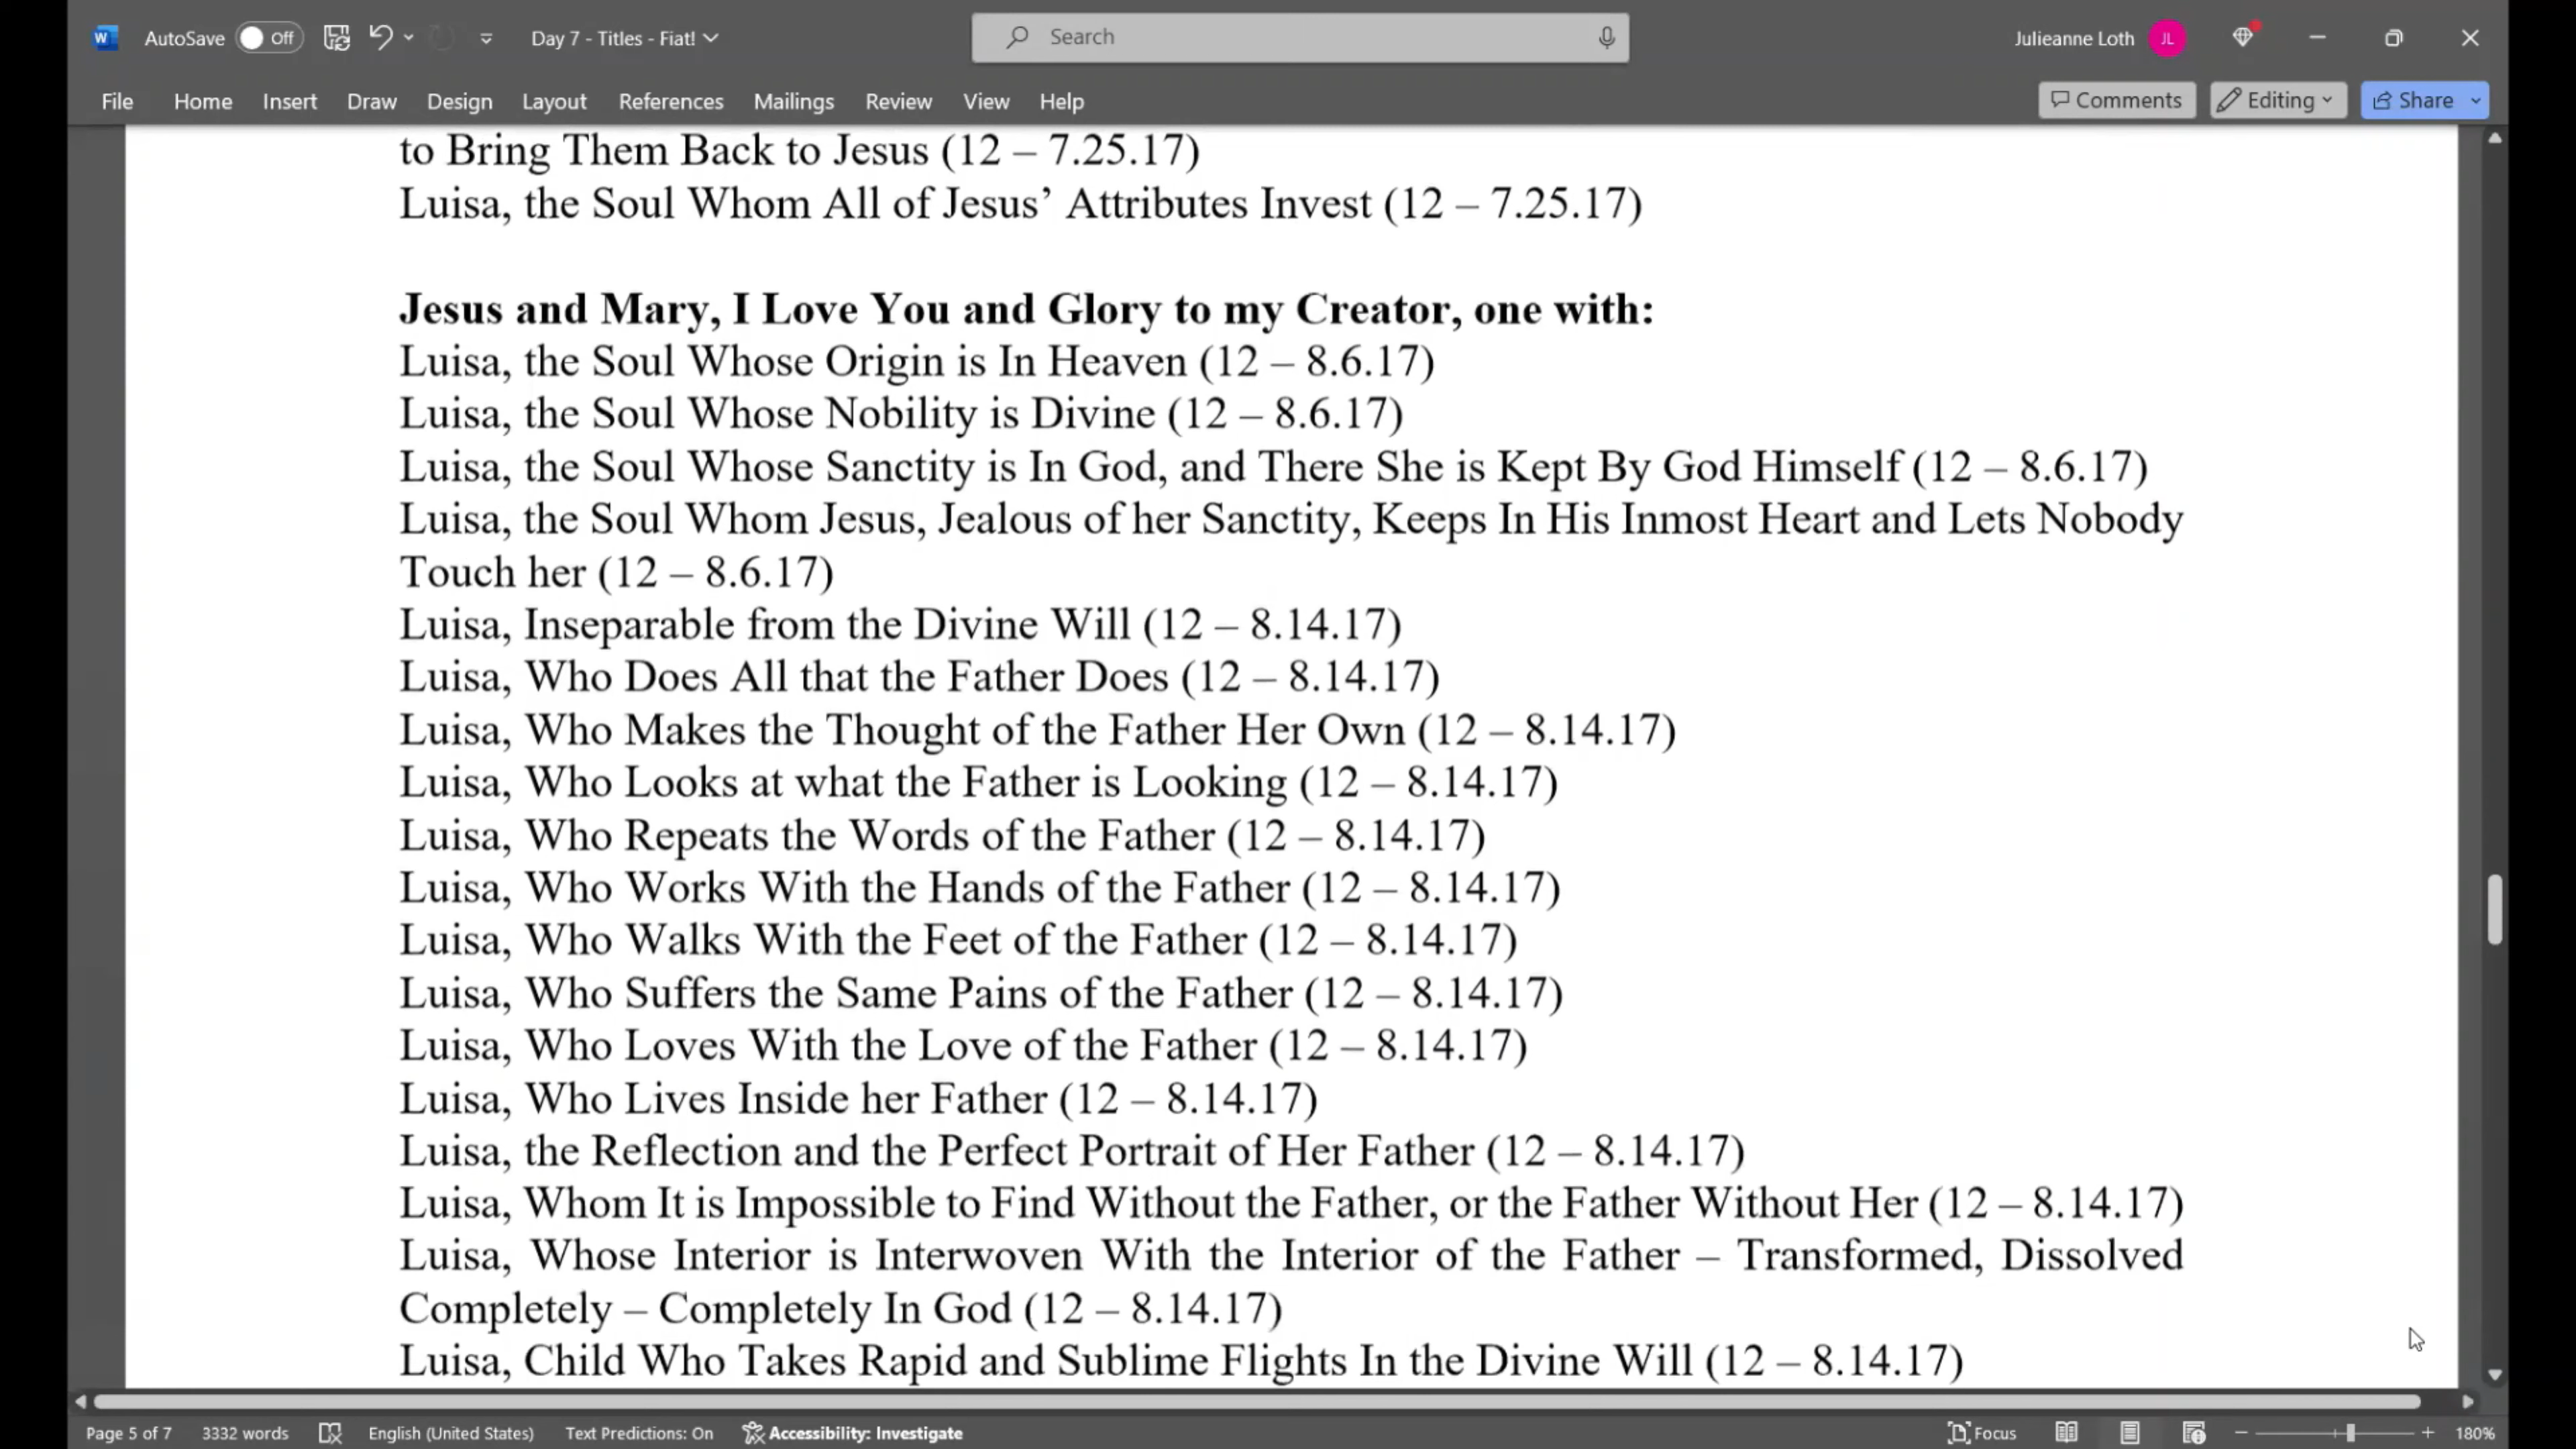 AutoSave Off Day 7 - Titles - Fiat! Search Julieanne Loth JL
File Home Insert Draw Design Layout References Mailings Review View Help Comments Editing Share
to Bring Them Back to Jesus (12 – 7.25.17)
Luisa, the Soul Whom All of Jesus’ Attributes Invest (12 – 7.25.17)
Jesus and Mary, I Love You and Glory to my Creator, one with:
Luisa, the Soul Whose Origin is In Heaven (12 – 8.6.17)
Luisa, the Soul Whose Nobility is Divine (12 – 8.6.17)
Luisa, the Soul Whose Sanctity is In God, and There She is Kept By God Himself (12 – 8.6.17)
Luisa, the Soul Whom Jesus, Jealous of her Sanctity, Keeps In His Inmost Heart and Lets Nobody
Touch her (12 – 8.6.17)
Luisa, Inseparable from the Divine Will (12 – 8.14.17)
Luisa, Who Does All that the Father Does (12 – 8.14.17)
Luisa, Who Makes the Thought of the Father Her Own (12 – 8.14.17)
Luisa, Who Looks at what the Father is Looking (12 – 8.14.17)
Luisa, Who Repeats the Words of the Father (12 – 8.14.17)
Luisa, Who Works With the Hands of the Father (12 – 8.14.17)
Luisa, Who Walks With the Feet of the Father (12 – 8.14.17)
Luisa, Who Suffers the Same Pains of the Father (12 – 8.14.17)
Luisa, Who Loves With the Love of the Father (12 – 8.14.17)
Luisa, Who Lives Inside her Father (12 – 8.14.17)
Luisa, the Reflection and the Perfect Portrait of Her Father (12 – 8.14.17)
Luisa, Whom It is Impossible to Find Without the Father, or the Father Without Her (12 – 8.14.17)
Luisa, Whose Interior is Interwoven With the Interior of the Father – Transformed, Dissolved
Completely – Completely In God (12 – 8.14.17)
Luisa, Child Who Takes Rapid and Sublime Flights In the Divine Will (12 – 8.14.17)
Page 5 of 7 3332 words English (United States) Text Predictions: On Accessibility: Investigate Focus 180%